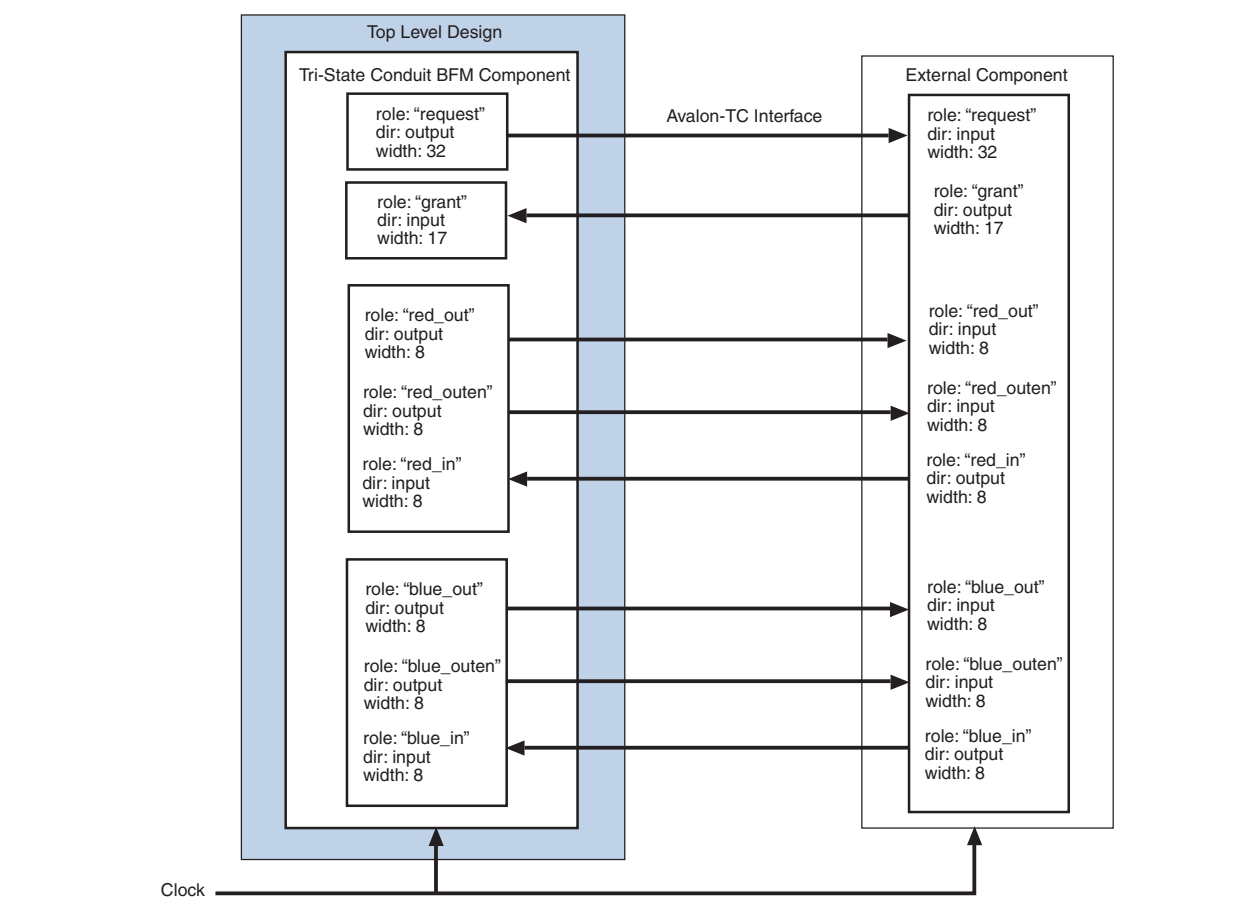 Top Level Design
Tri-State Conduit BFM Component
role: “request”
dir: output
width: 32
role: “grant”
dir: input
width: 17
role: “red_out”
dir: output
width: 8
role: “red_outen”
dir: output
width: 8
role: “red_in”
dir: input
width: 8
role: “blue_out”
dir: output
width: 8
role: “blue_outen”
dir: output
width: 8
role: “blue_in”
dir: input
width: 8
Avalon-TC Interface
External Component
role: “request”
dir: input
width: 32
role: “grant”
dir: output
width: 17
role: “red_out”
dir: input
width: 8
role: “red_outen”
dir: input
width: 8
role: “red_in”
dir: output
width: 8
role: “blue_out”
dir: input
width: 8
role: “blue_outen”
dir: input
width: 8
role: “blue_in”
dir: output
width: 8
Clock